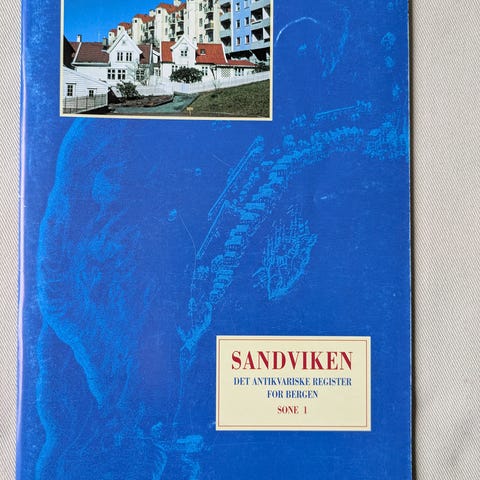 SANDVIKEN
DET ANTIKVARISKE REGISTER
FOR BERGEN
SONE 1